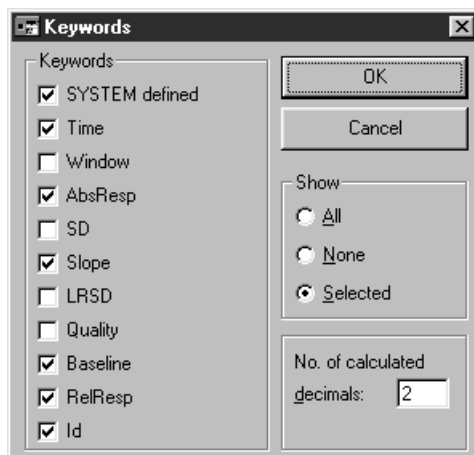 Keywords
Keywords
SYSTEM defined
Time
Window
AbsResp
SD
Slope
LRSD
Quality
Baseline
RelResp
Id
OK
Cancel
Show
All
None
Selected
No. of calculated
decimals: 2